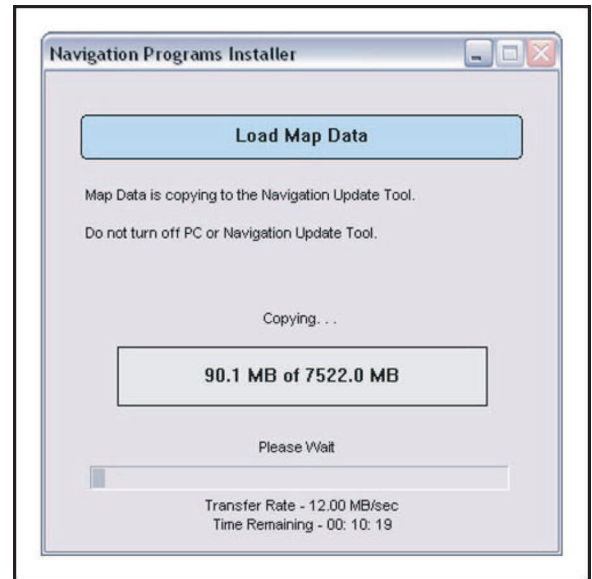 Navigation Programs Installer
Load Map Data
Map Data is copying to the Navigation Update Tool.
Do not turn off PC or Navigation Update Tool.
Copying. . .
90.1 MB of 7522.0 MB
Please Wait
Transfer Rate - 12.00 MB/sec
Time Remaining - 00: 10: 19